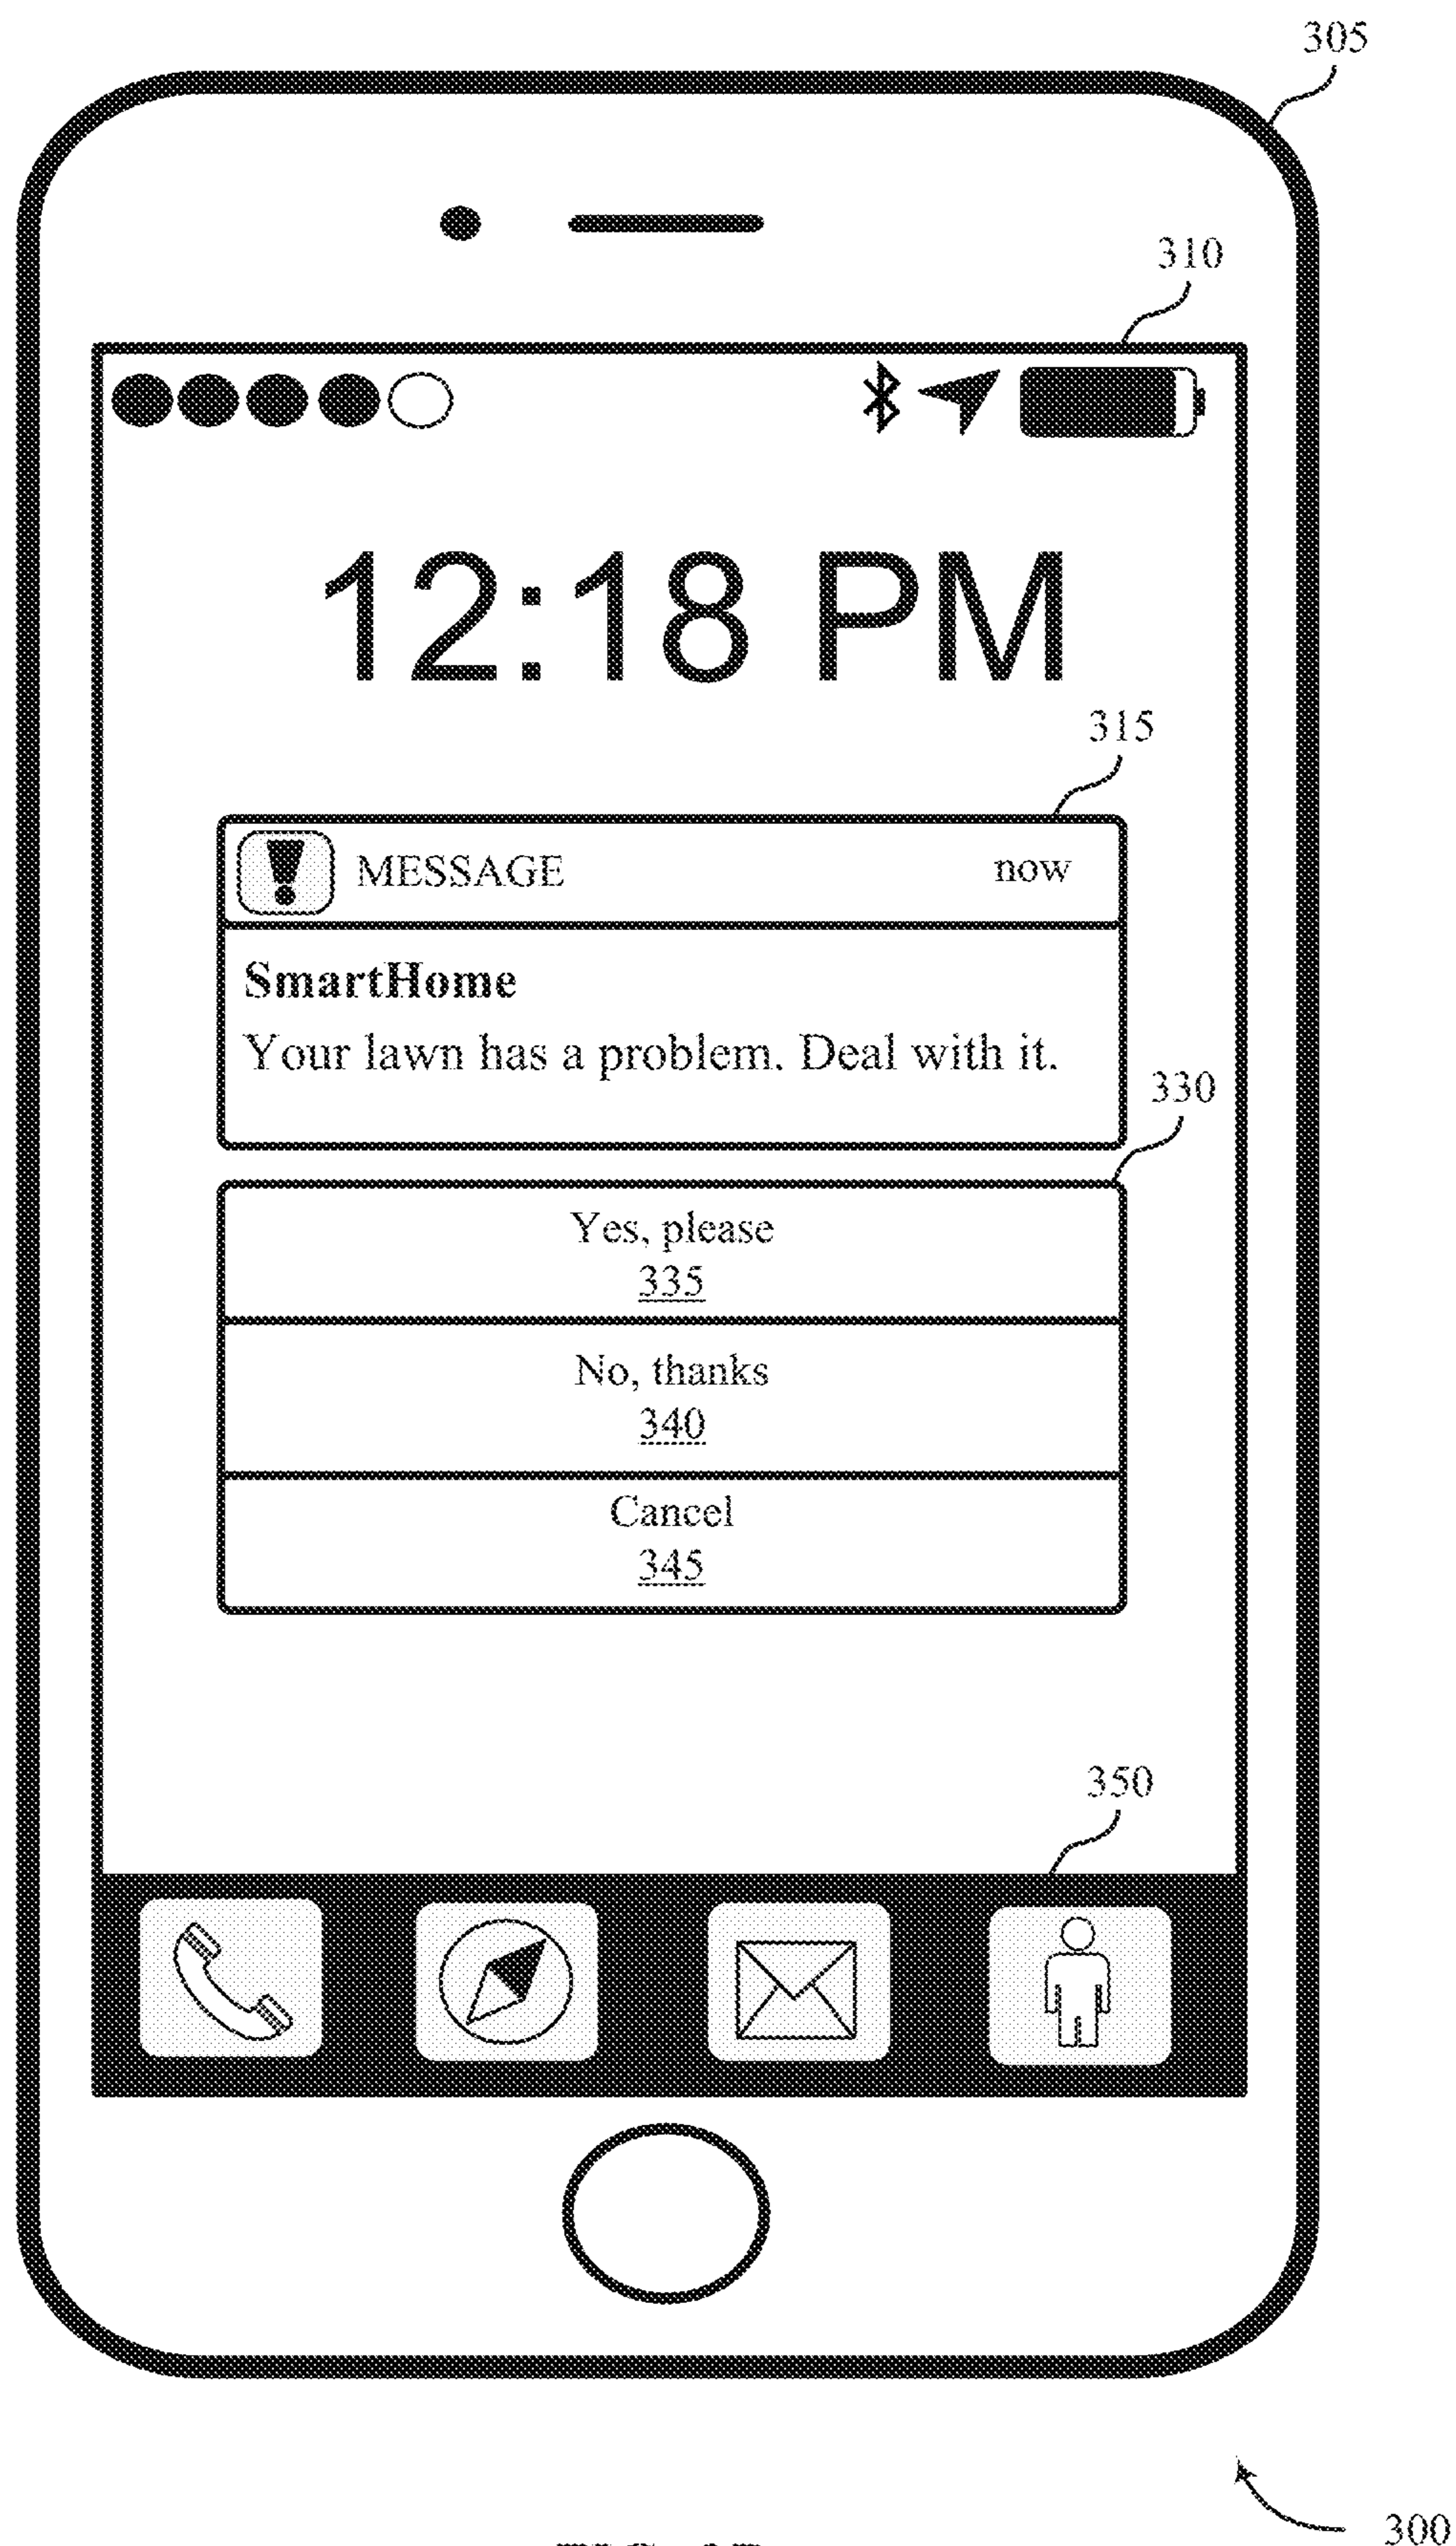 305
310
12:18 PM
315
MESSAGE now
SmartHome
Your lawn has a problem. Deal with it.
330
Yes, please
335
No, thanks
340
Cancel
345
350
300